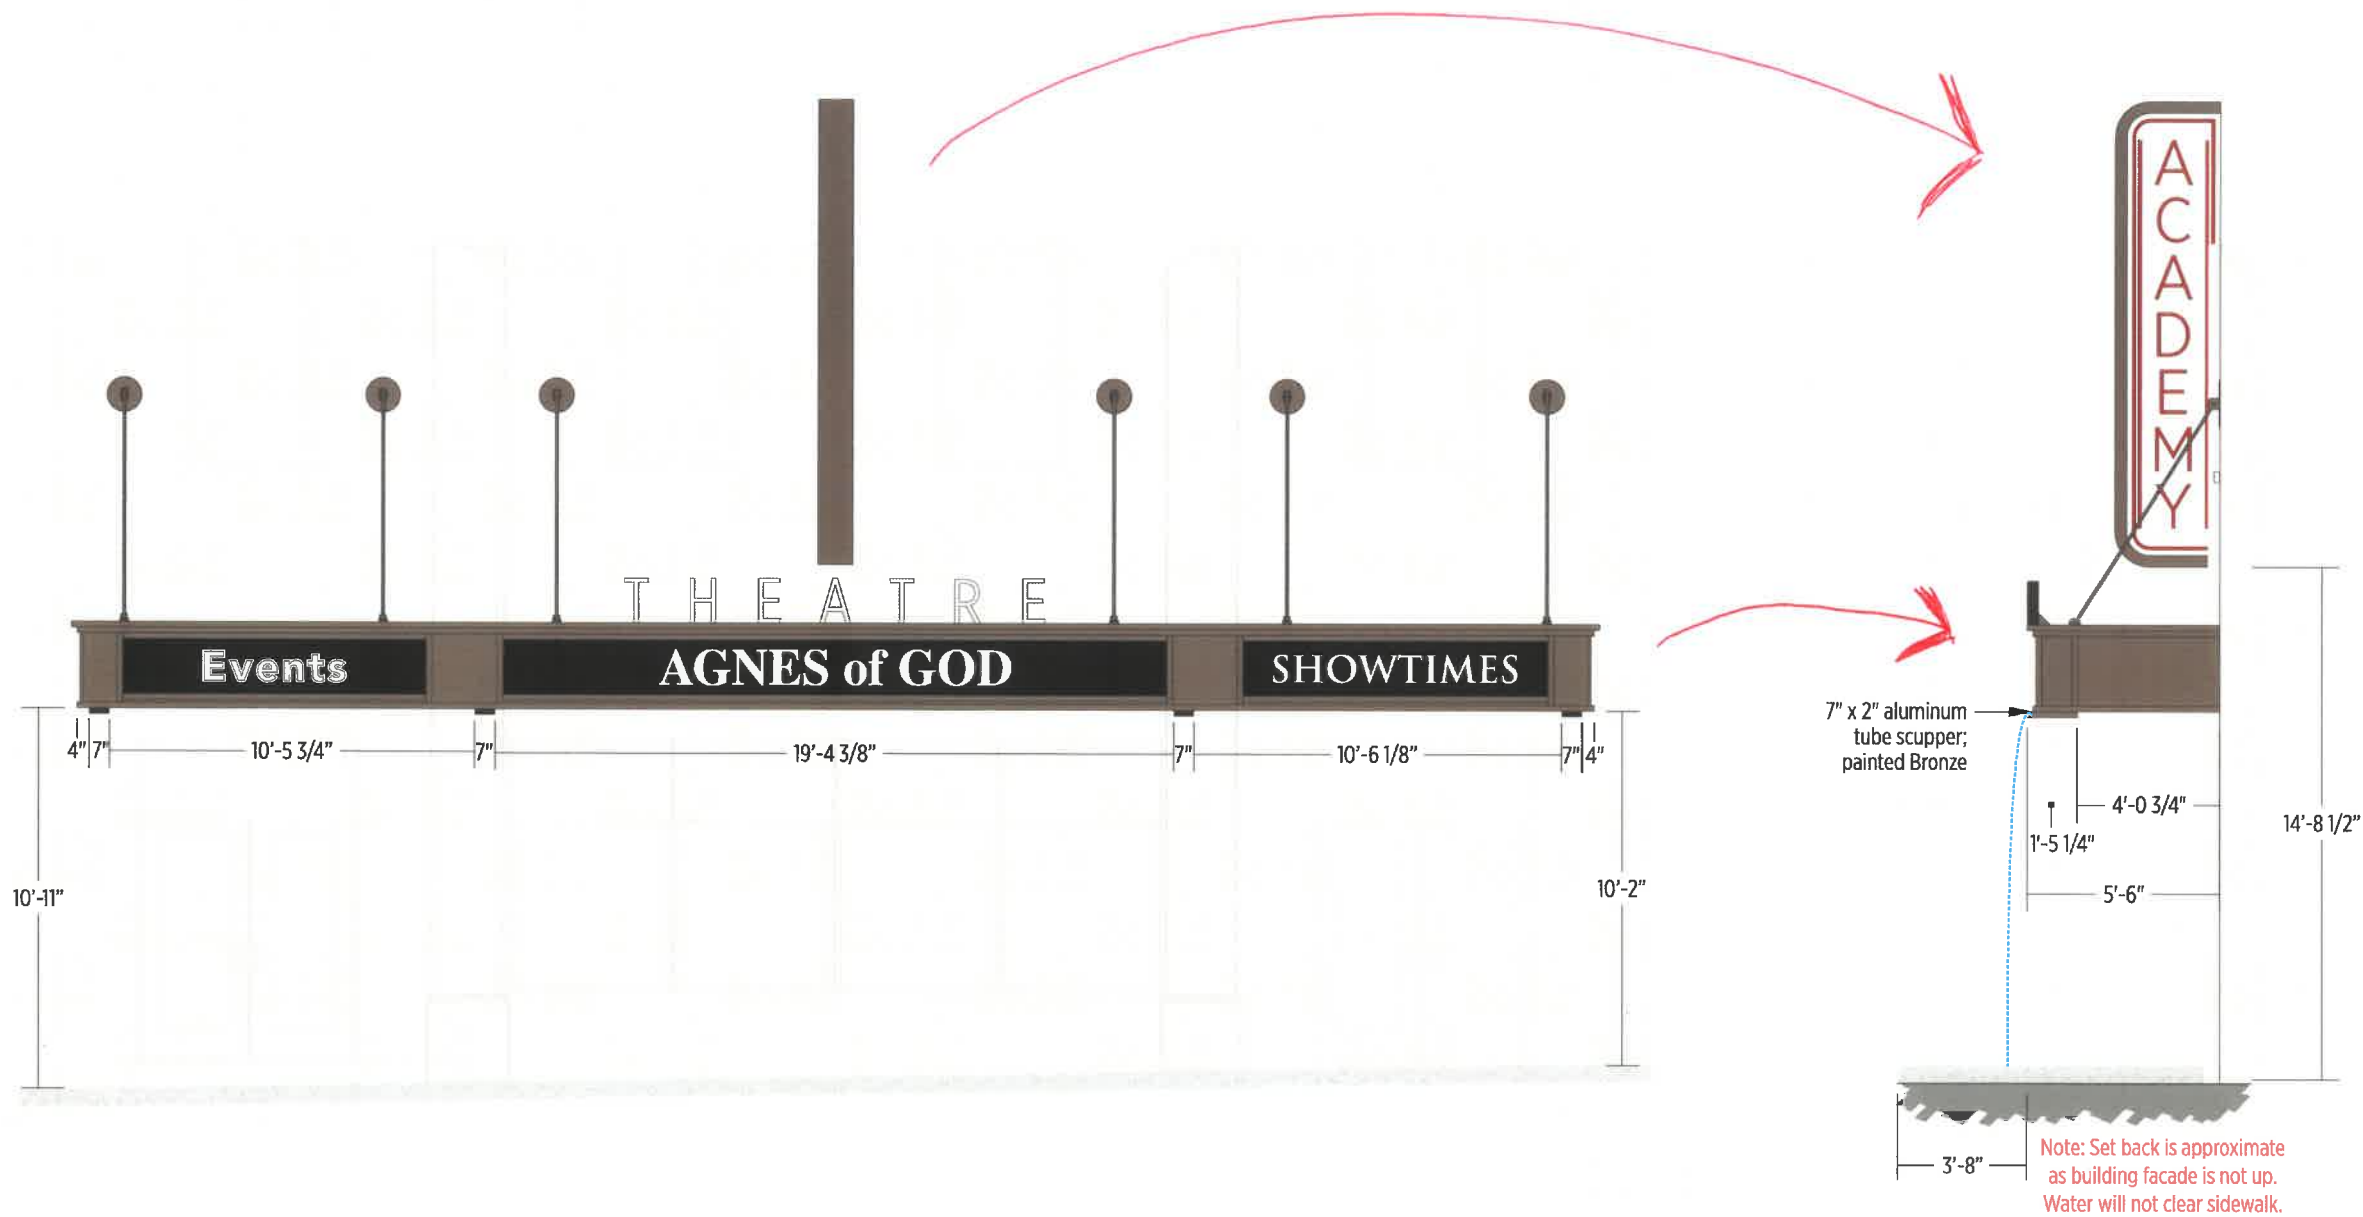 ACADEMY
THEATRE
Events
AGNES of GOD
SHOWTIMES
4" 7" 10'-5 3/4" 7" 19'-4 3/8" 7" 10'-6 1/8" 7" 4"
10'-11"
10'-2"
7" x 2" aluminum
tube scupper;
painted Bronze
4'-0 3/4"
1'-5 1/4"
5'-6"
14'-8 1/2"
3'-8"
Note: Set back is approximate
as building facade is not up.
Water will not clear sidewalk.